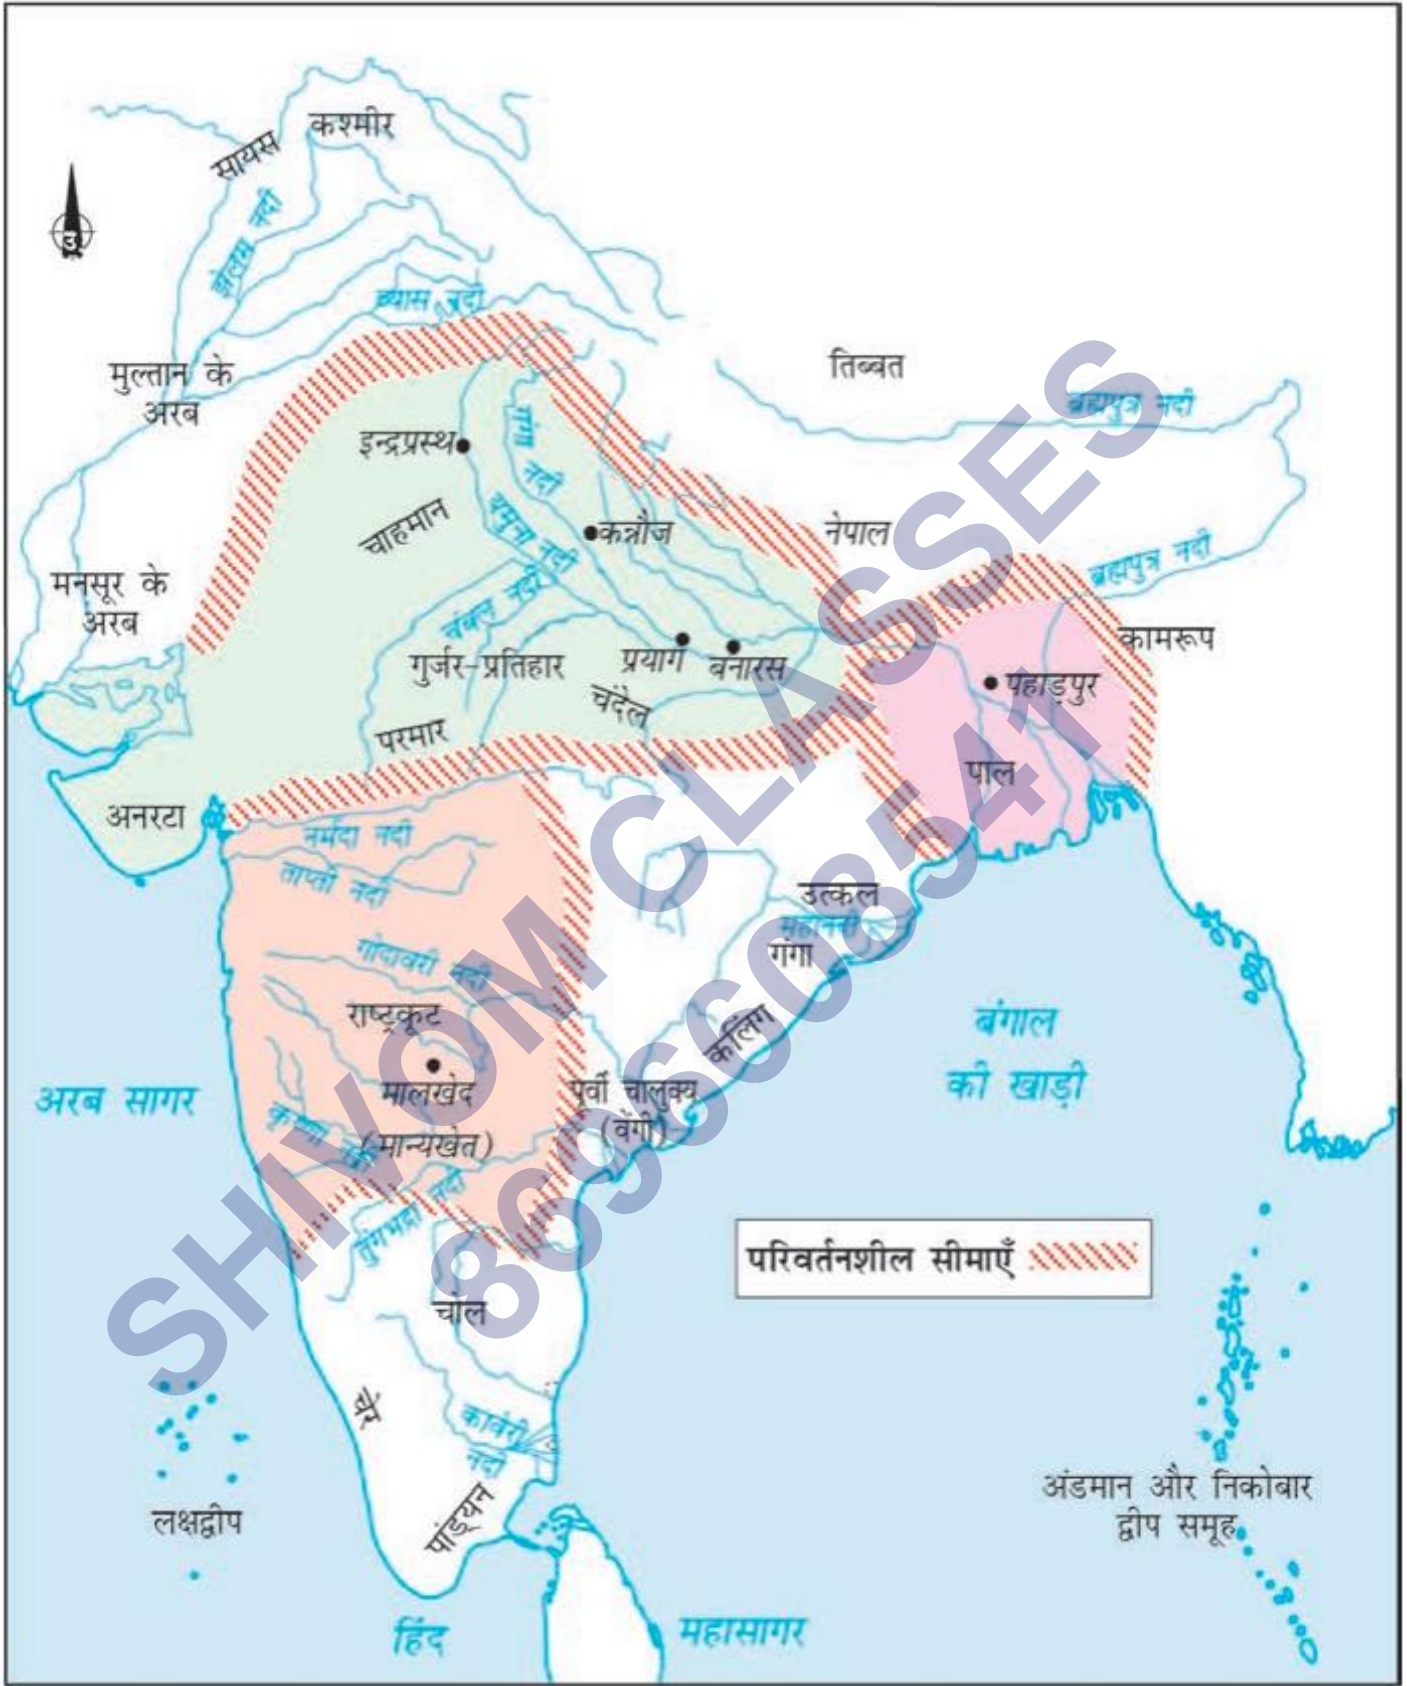 कश्मीर
सायस
झेलम नदी
ब्यास नदी
उ
मुल्तान के
अरब
तिब्बत
ब्रह्मपुत्र नदी
इन्द्रप्रस्थ
गंगा नदी
चाहमान
यमुना नदी
कन्नौज
नेपाल
ब्रह्मपुत्र नदी
मनसूर के
अरब
चंबल नदी
कामरूप
गुर्जर-प्रतिहार
प्रयाग
बनारस
पहाड़पुर
चंदेल
परमार
पाल
अनरटा
नर्मदा नदी
ताप्ती नदी
उत्कल
महानदी
गंगा
गोदावरी नदी
राष्ट्रकूट
कलिंग
बंगाल
की खाड़ी
मालखेद
(मान्यखेत)
पूर्वी चालुक्य
(वेंगी)
अरब सागर
कृष्णा नदी
तुंगभद्रा नदी
परिवर्तनशील सीमाएँ
चोल
चेर
कावेरी
नदी
पांड्यन
लक्षद्वीप
अंडमान और निकोबार
द्वीप समूह
हिंद
महासागर
SHIVOM CLASSES
8696608541